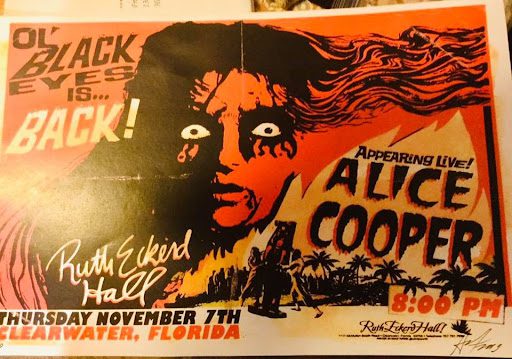 OL'
BLACK
EYES
IS...
BACK!
APPEARING LIVE!
ALICE
COOPER
Ruth Eckerd
Hall
THURSDAY NOVEMBER 7TH
CLEARWATER, FLORIDA
8:00 PM
Ruth Eckerd Hall